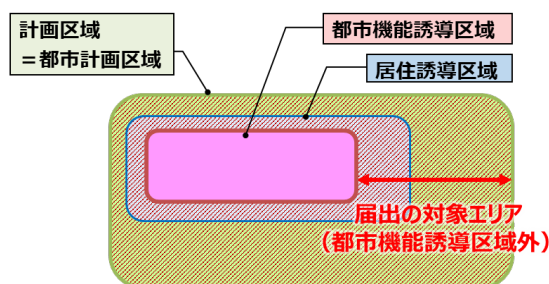 計画区域
＝都市計画区域
都市機能誘導区域
居住誘導区域
届出の対象エリア
（都市機能誘導区域外）